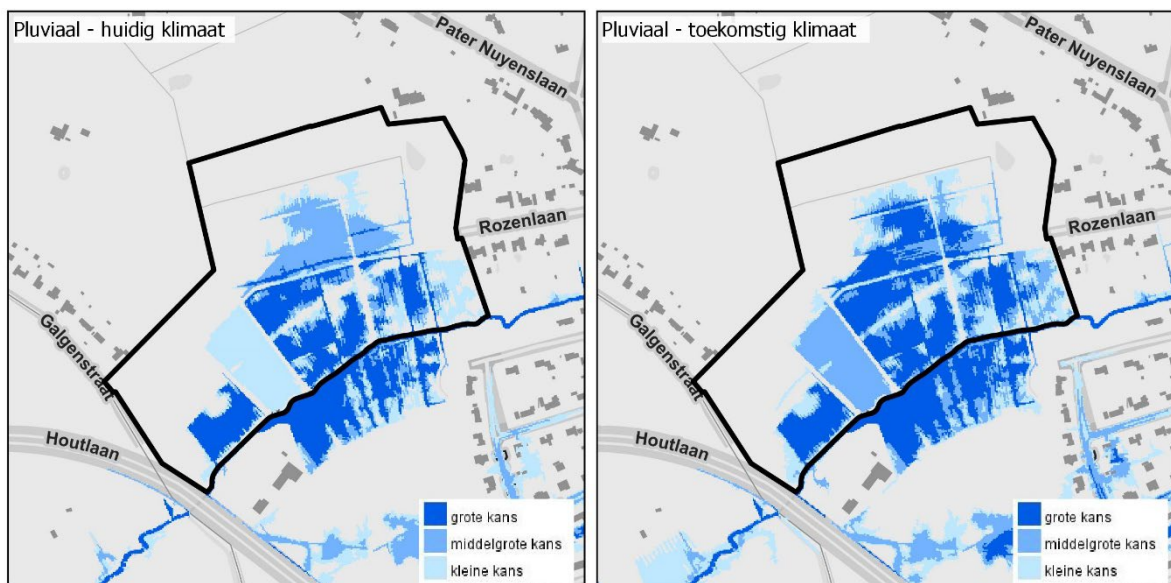 Pluviaal - huidig klimaat
Pater Nuyenslaan
Rozenlaan
Galgenstraat
Houtlaan
grote kans
middelgrote kans
kleine kans
Pluviaal - toekomstig klimaat
Pater Nuyenslaan
Rozenlaan
Galgenstraat
Houtlaan
grote kans
middelgrote kans
kleine kans